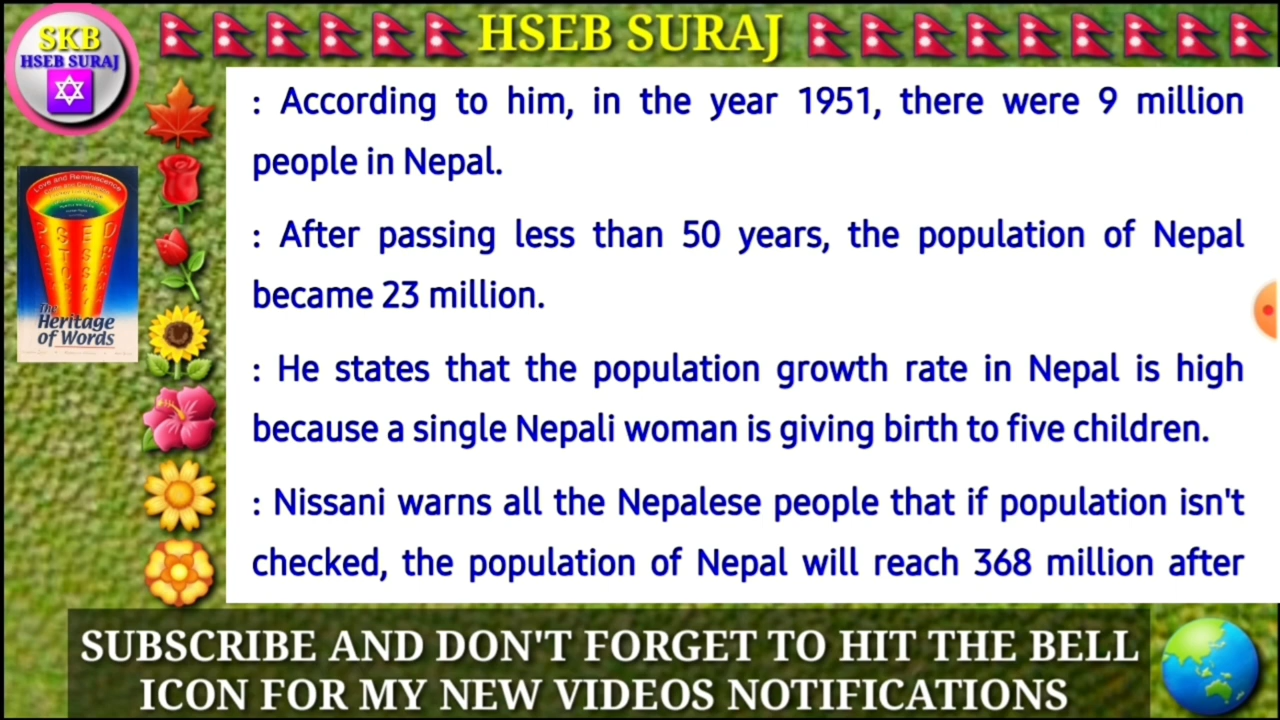 SKB
HSEB SURAJ
HSEB SURAJ
: According to him, in the year 1951, there were 9 million
people in Nepal.
: After passing less than 50 years, the population of Nepal
became 23 million.
: He states that the population growth rate in Nepal is high
because a single Nepali woman is giving birth to five children.
: Nissani warns all the Nepalese people that if population isn't
checked, the population of Nepal will reach 368 million after
Love and Reminiscence
The
Heritage
of Words
SUBSCRIBE AND DON'T FORGET TO HIT THE BELL
ICON FOR MY NEW VIDEOS NOTIFICATIONS